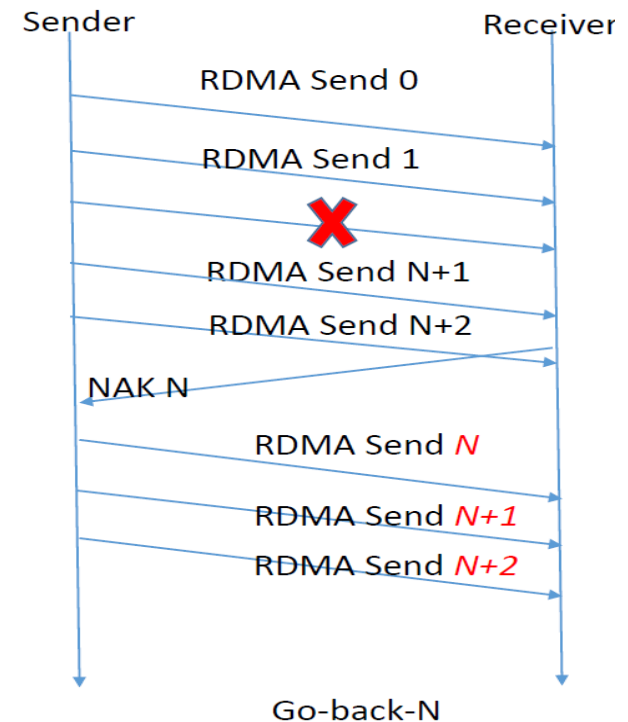 Sender
Receiver
RDMA Send 0
RDMA Send 1
RDMA Send N+1
RDMA Send N+2
NAK N
RDMA Send N
RDMA Send N+1
RDMA Send N+2
Go-back-N